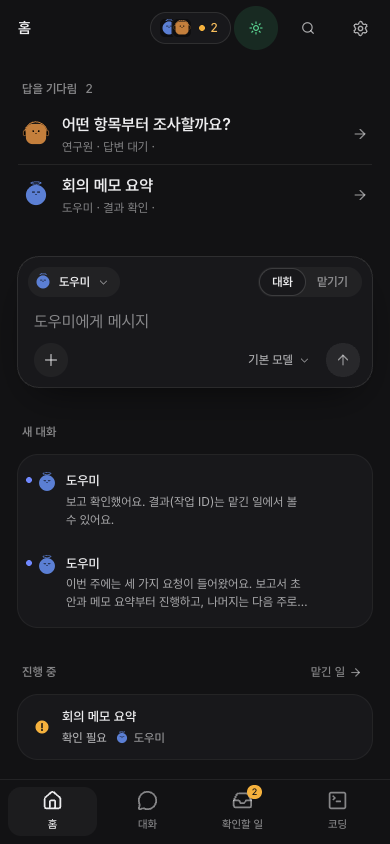 홈
2
답을 기다림 2
어떤 항목부터 조사할까요?
연구원 · 답변 대기 ·
회의 메모 요약
도우미 · 결과 확인 ·
도우미
대화 맡기기
도우미에게 메시지
기본 모델
새 대화
도우미
보고 확인했어요. 결과(작업 ID)는 맡긴 일에서 볼
수 있어요.
도우미
이번 주에는 세 가지 요청이 들어왔어요. 보고서 초
안과 메모 요약부터 진행하고, 나머지는 다음 주로...
진행 중 맡긴 일
회의 메모 요약
확인 필요 도우미
2
홈 대화 확인할 일 코딩